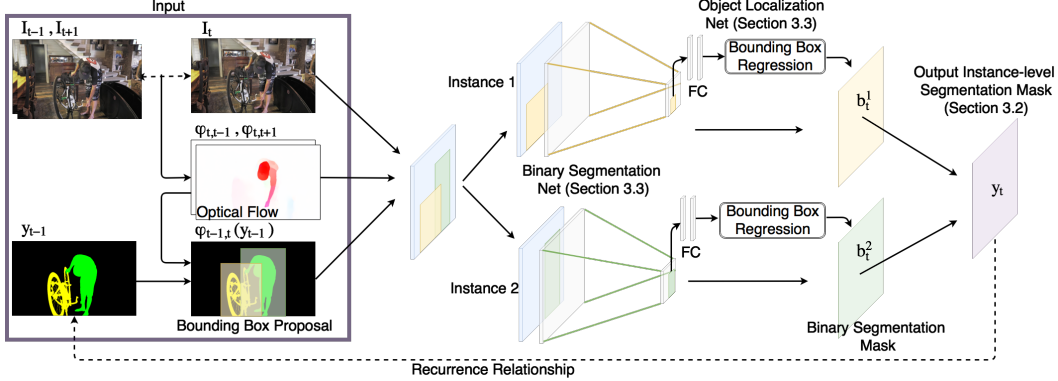 Input
I_{t-1} , I_{t+1}
I_t
φ_{t,t-1} , φ_{t,t+1}
Optical Flow
y_{t-1}
φ_{t-1,t}(y_{t-1})
Bounding Box Proposal
Instance 1
Binary Segmentation
Net (Section 3.3)
Instance 2
Object Localization
Net (Section 3.3)
FC
Bounding Box
Regression
FC
Bounding Box
Regression
b_t^1
b_t^2
Binary Segmentation
Mask
Output Instance-level
Segmentation Mask
(Section 3.2)
y_t
Recurrence Relationship